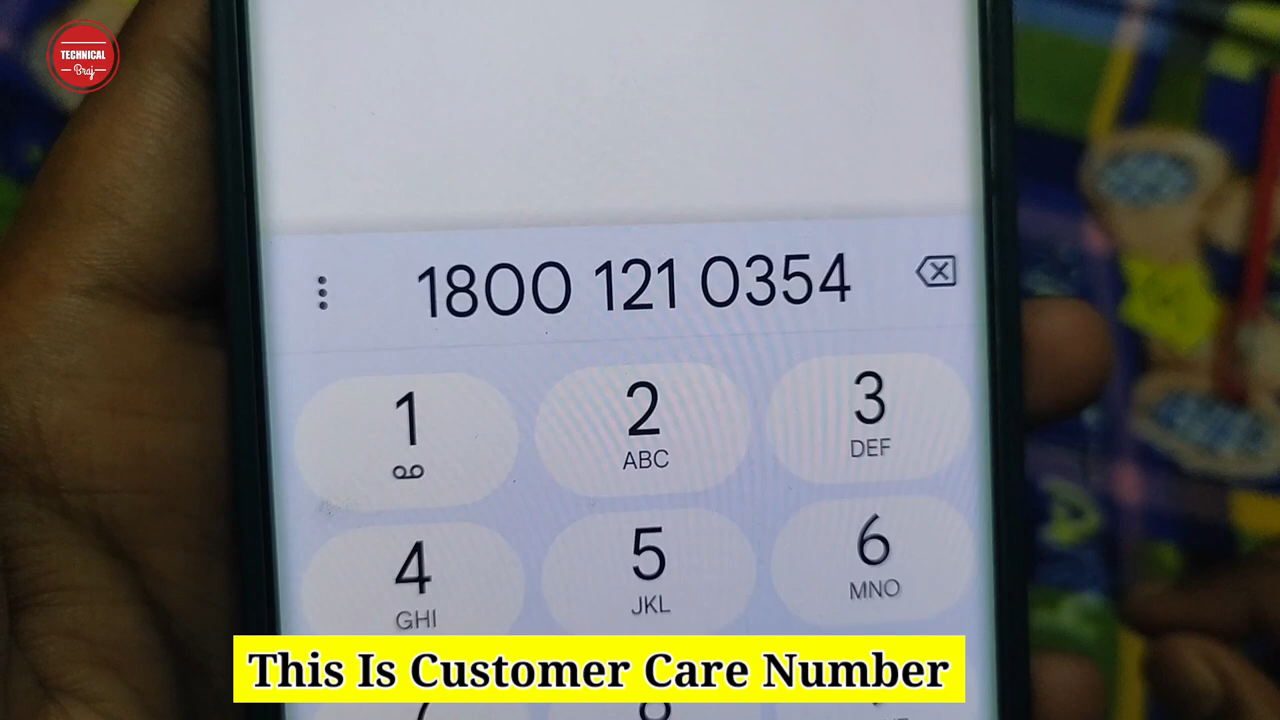 TECHNICAL
Braj
1800 121 0354
1
2
ABC
3
DEF
4
GHI
5
JKL
6
MNO
This Is Customer Care Number